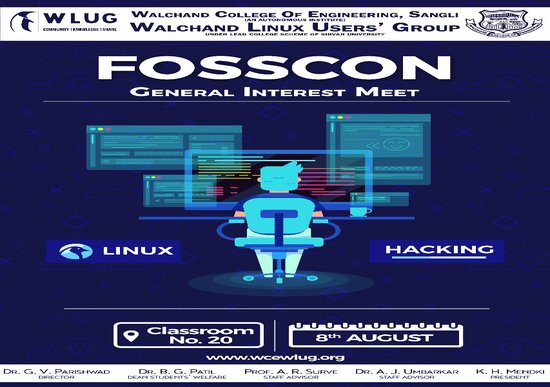 WLUG
COMMUNITY | KNOWLEDGE | SHARE
WALCHAND COLLEGE OF ENGINEERING, SANGLI
(AN AUTONOMOUS INSTITUTE)
WALCHAND LINUX USERS' GROUP
UNDER LEAD COLLEGE SCHEME OF SHIVAJI UNIVERSITY
FOSSCON
GENERAL INTEREST MEET
LINUX
HACKING
Classroom
No. 20
8th AUGUST
www.wcewlug.org
DR. G. V. PARISHWAD
DIRECTOR
DR. B. G. PATIL
DEAN STUDENTS' WELFARE
PROF. A. R. SURVE
STAFF ADVISOR
DR. A. J. UMBARKAR
STAFF ADVISOR
K. H. MENDKI
PRESIDENT